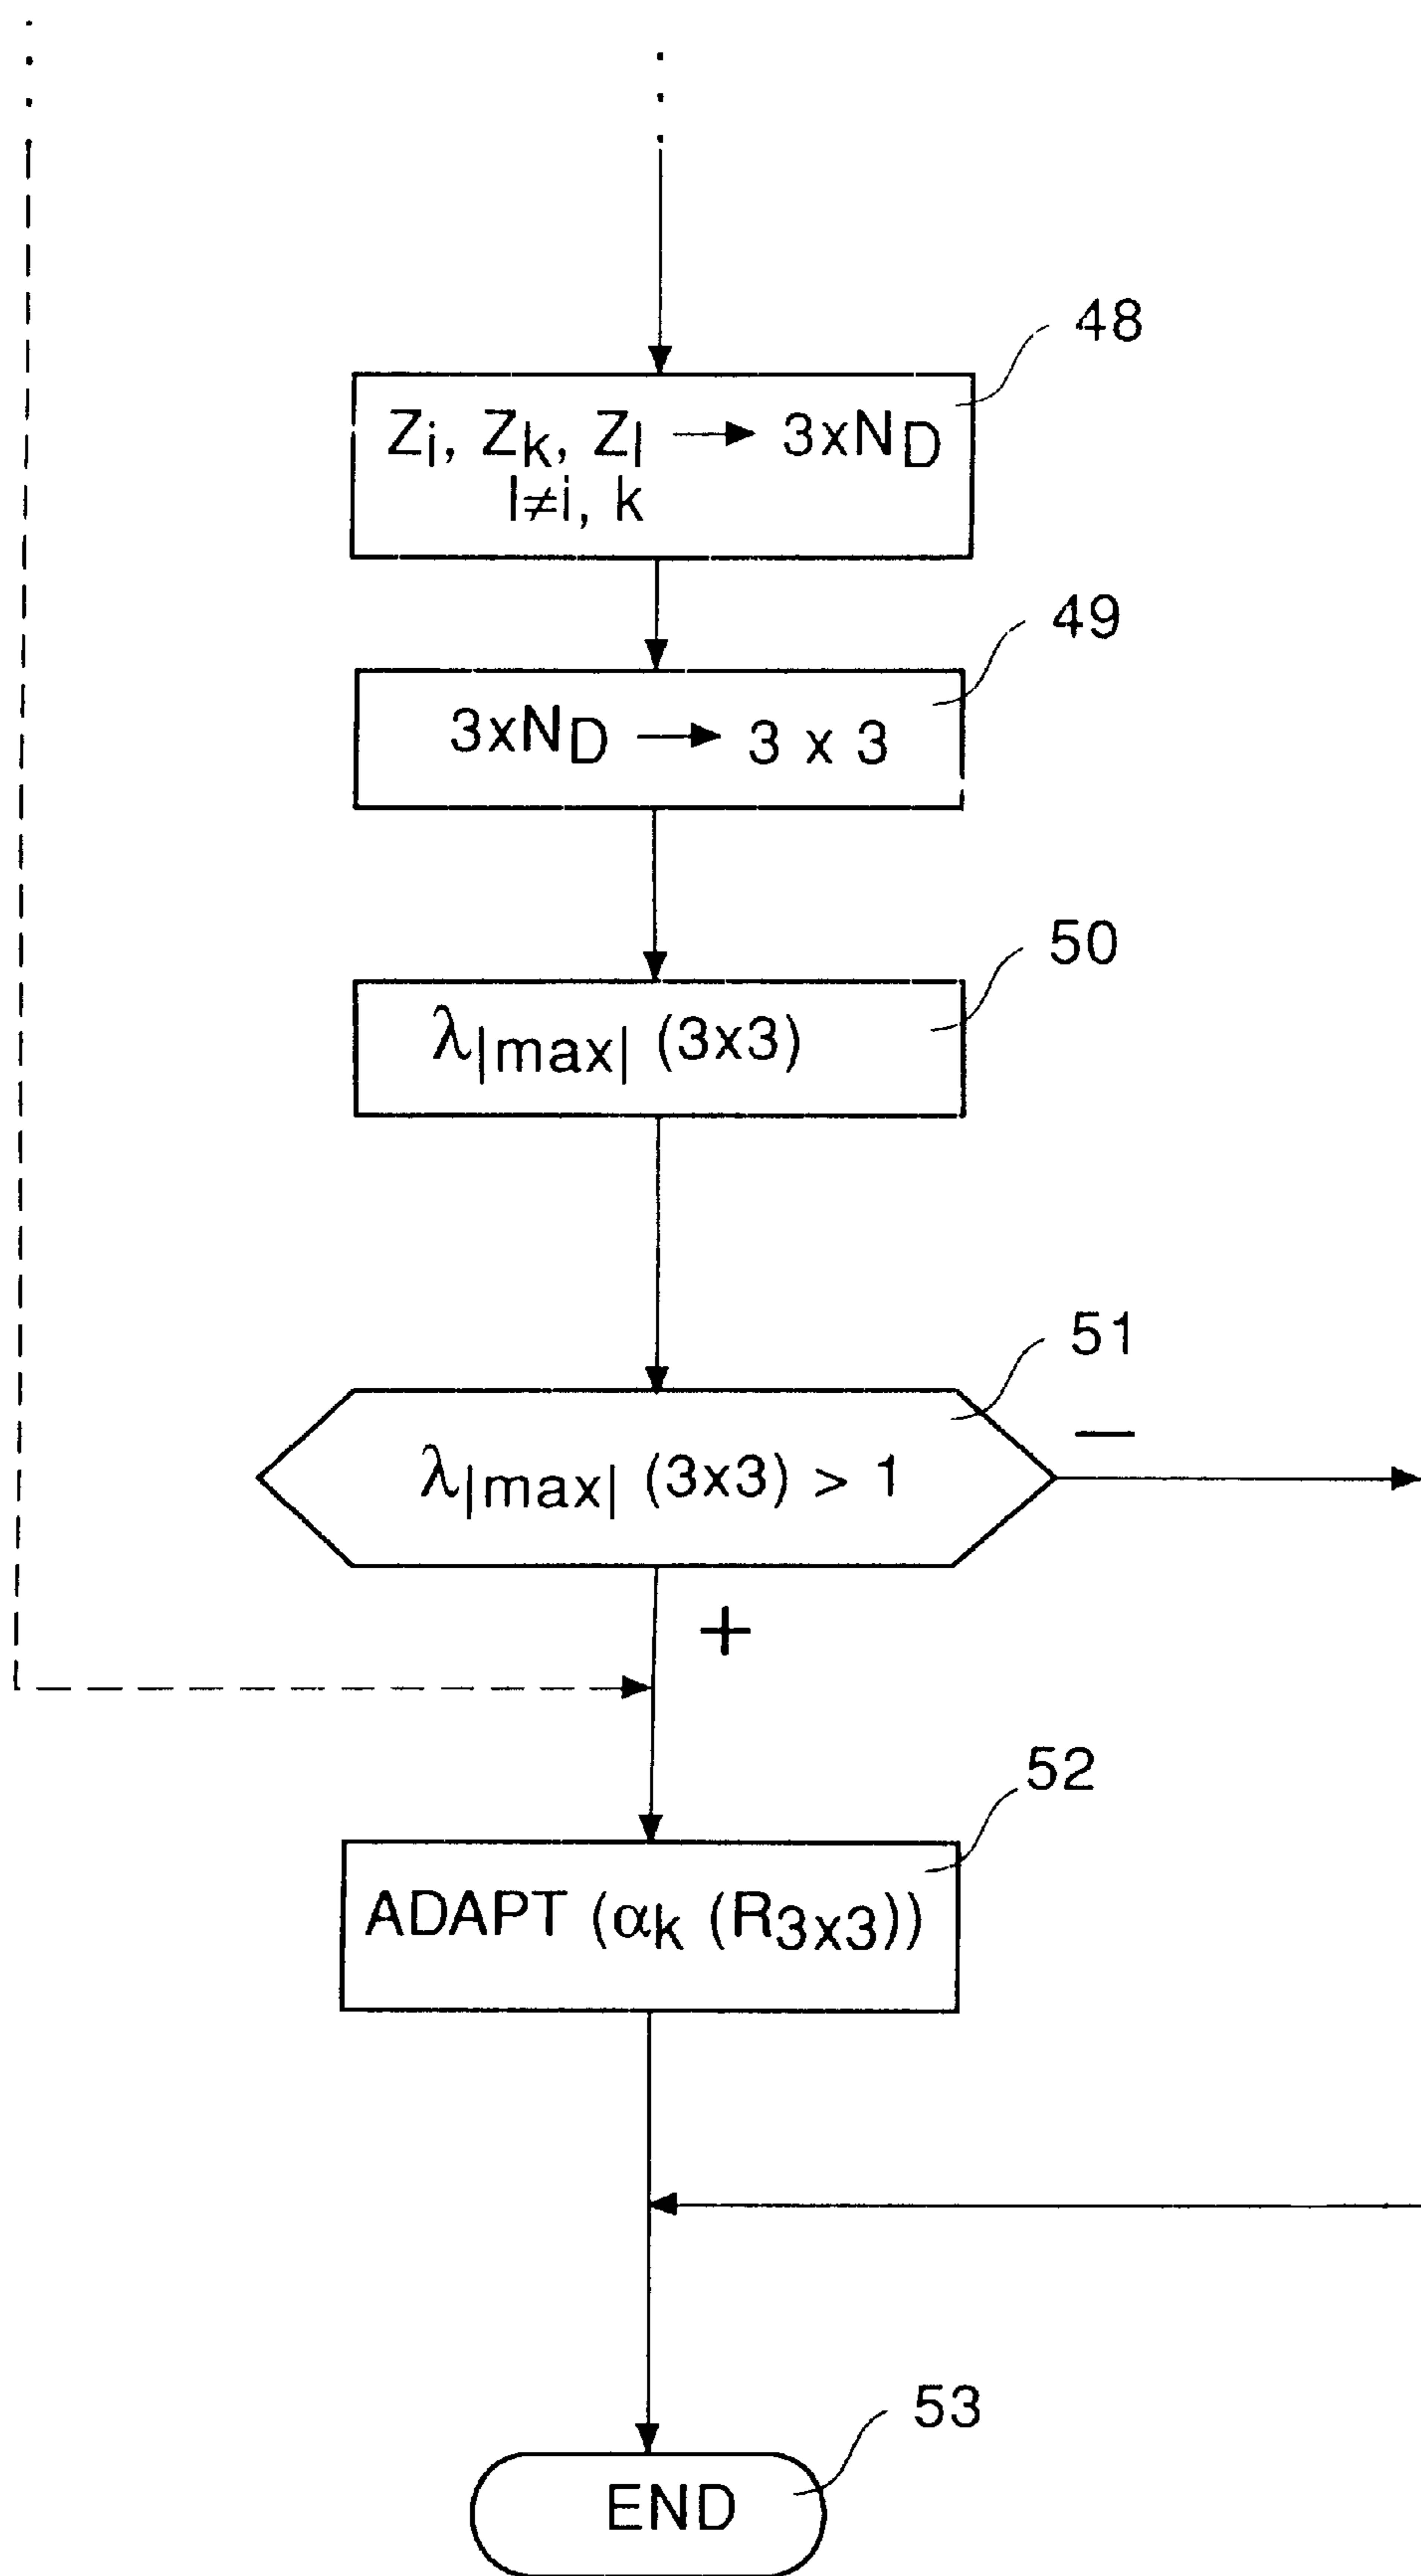 48
Zi, Zk, Zl → 3xND
l≠i, k
49
3xND → 3 x 3
50
λ|max| (3x3)
51
λ|max| (3x3) > 1
−
+
52
ADAPT (αk (R3x3))
53
END